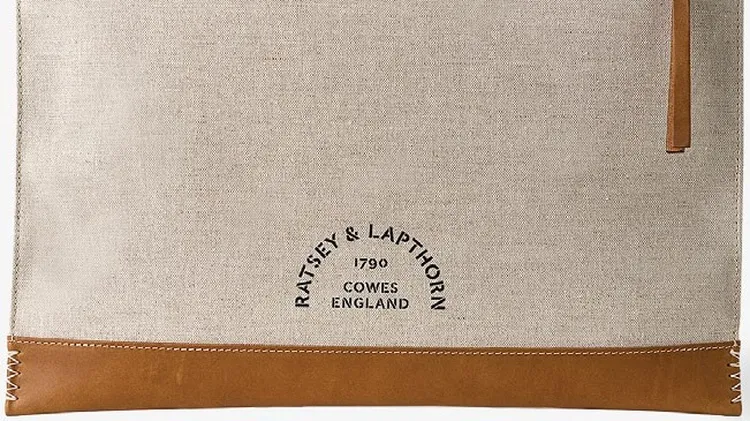 RATSEY & LAPTHORN
1790
COWES
ENGLAND